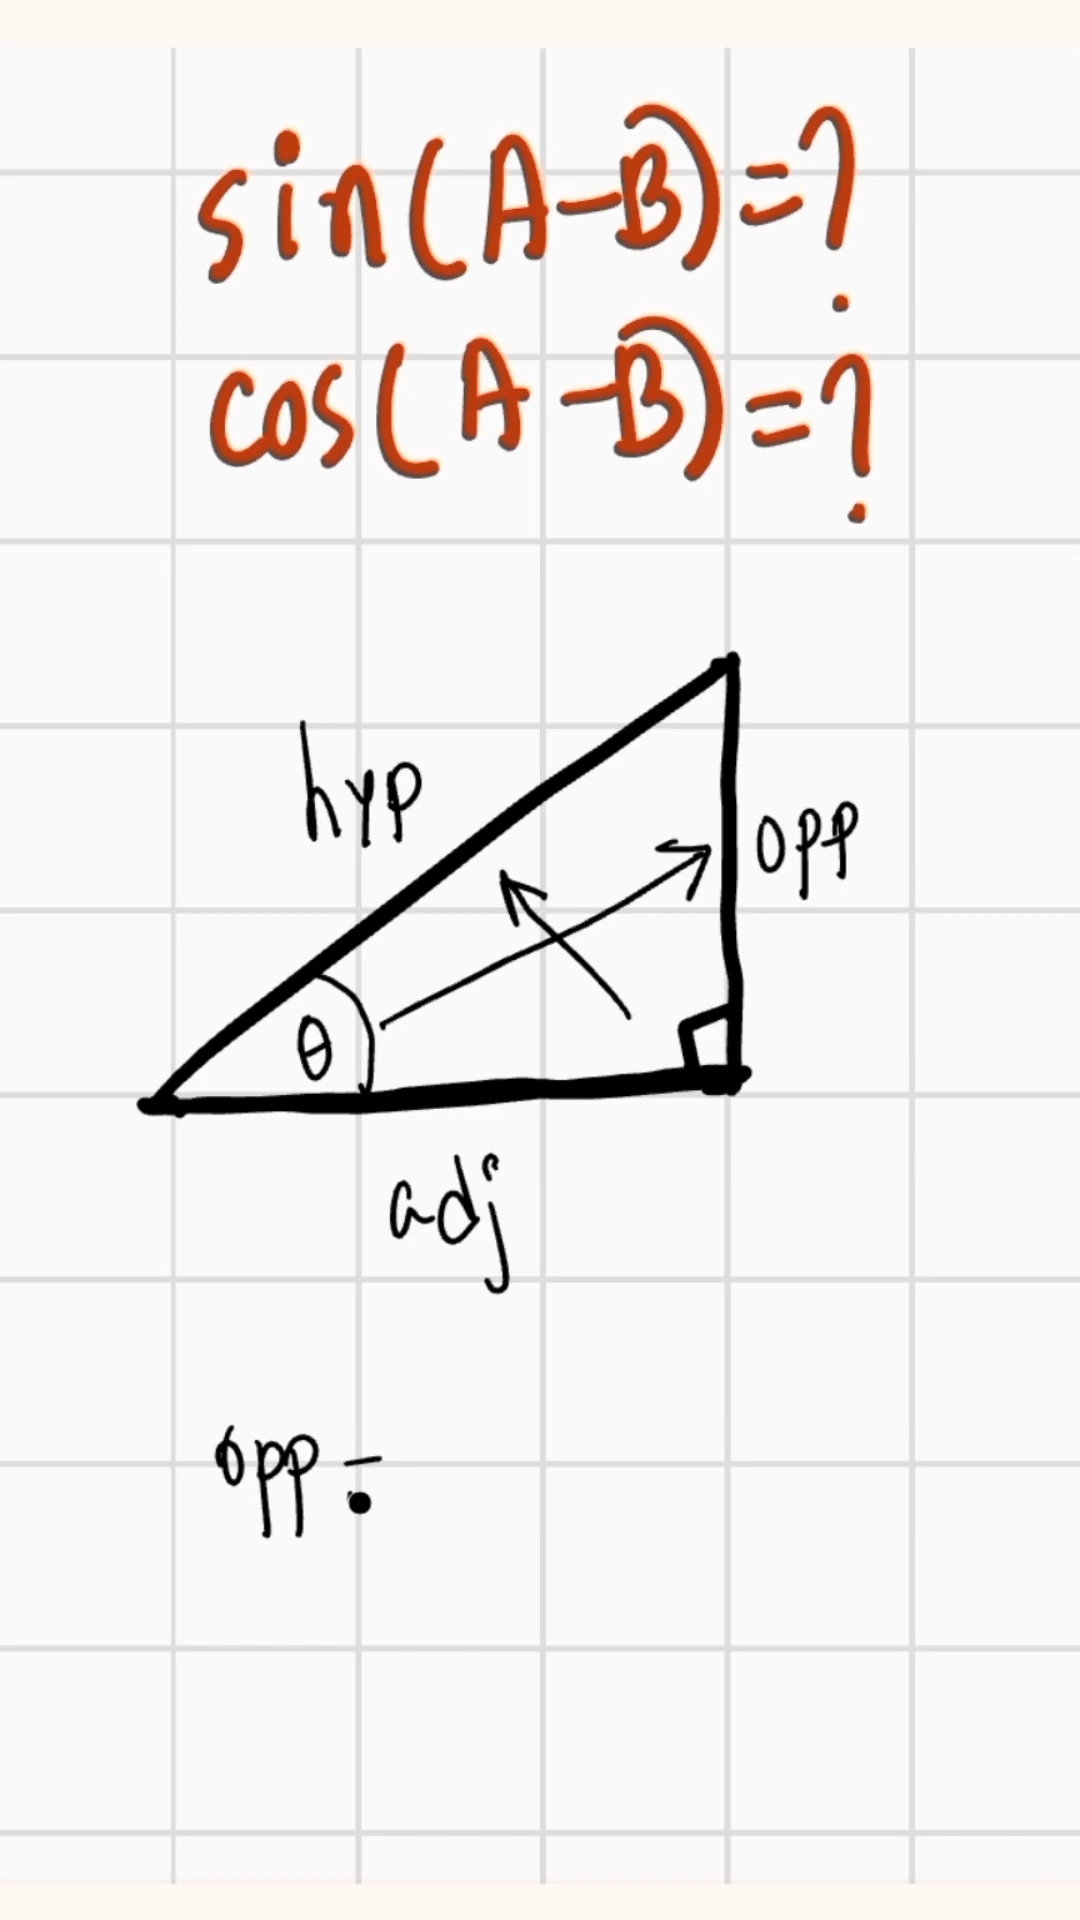 sin(A-B)=?
cos(A-B)=?
hyp
opp
θ
adj
opp =